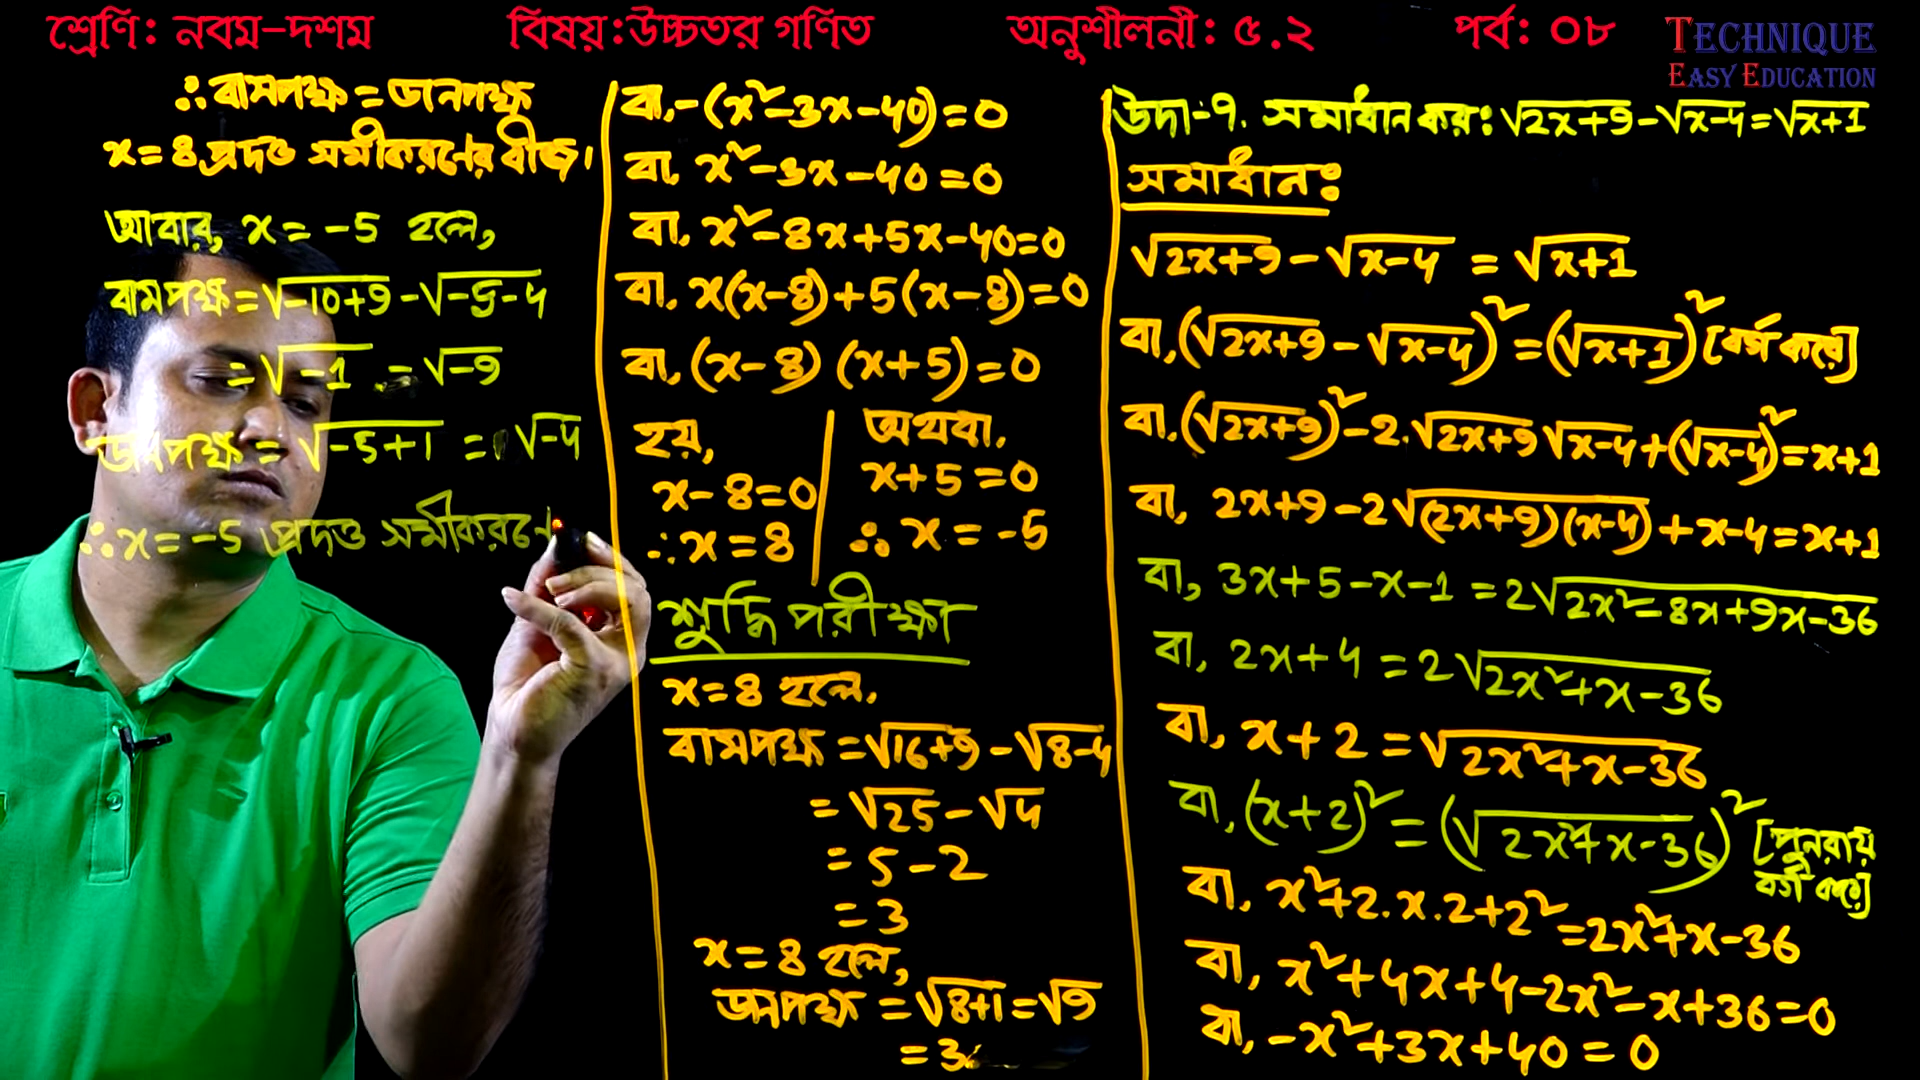 শ্রেণি: নবম-দশম
বিষয়:উচ্চতর গণিত
অনুশীলনী: ৫.২
পর্ব: ০৮
TECHNIQUE
EASY EDUCATION
উদা-৭. সমাধান কর: √2x+9-√x-4=√x+1
সমাধান:
√2x+9-√x-4 = √x+1
বা, (√2x+9-√x-4)²=(√x+1)² [বর্গ করে]
বা, (√2x+9)²-2.√2x+9√x-4+(√x-4)²=x+1
বা, 2x+9-2√(2x+9)(x-4)+x-4=x+1
বা, 3x+5-x-1=2√2x²-8x+9x-36
বা, 2x+4=2√2x²+x-36
বা, x+2=√2x²+x-36
বা, (x+2)²=(√2x²+x-36)² [পুনরায়
বর্গ করে]
বা, x²+2.x.2+2²=2x²+x-36
বা, x²+4x+4-2x²-x+36=0
বা, -x²+3x+40=0
বা,-(x²-3x-40)=0
বা, x²-3x-40=0
বা, x²-8x+5x-40=0
বা, x(x-8)+5(x-8)=0
বা, (x-8) (x+5)=0
হয়,
x-8=0
∴x=8
অথবা,
x+5=0
∴ x=-5
শুদ্ধি পরীক্ষা
x=8 হলে,
বামপক্ষ =√16+9-√8-4
=√25-√4
=5-2
=3
x=8 হলে,
ডানপক্ষ =√8+1=√9
=3
∴বামপক্ষ=ডানপক্ষ
x=8 প্রদত্ত সমীকরণের বীজ।
আবার, x=-5 হলে,
বামপক্ষ=√-10+9-√-5-4
=√-1 -√-9
ডানপক্ষ =√-5+1 =√-4
∴x=-5 প্রদত্ত সমীকরণে